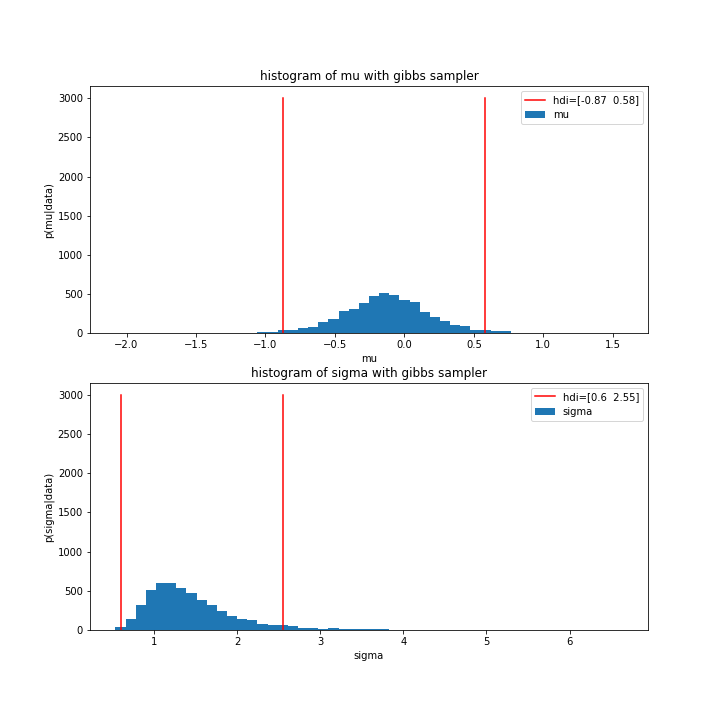 histogram of mu with gibbs sampler
3000
2500
2000
1500
1000
500
0
p(mu|data)
hdi=[-0.87 0.58]
mu
−2.0 −1.5 −1.0 −0.5 0.0 0.5 1.0 1.5
mu
histogram of sigma with gibbs sampler
3000
2500
2000
1500
1000
500
0
p(sigma|data)
hdi=[0.6 2.55]
sigma
1 2 3 4 5 6
sigma